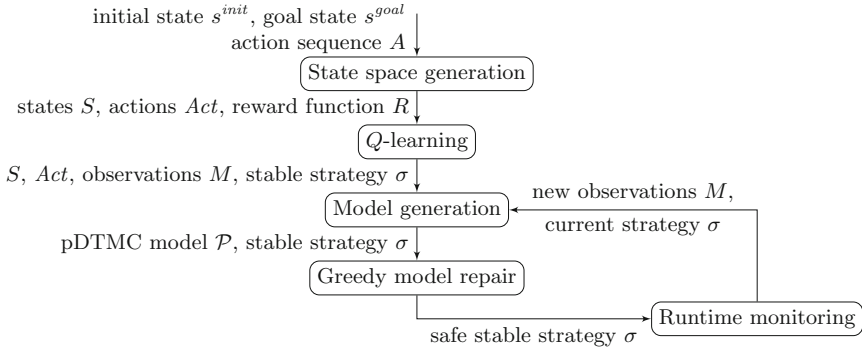 initial state s^{init}, goal state s^{goal}
action sequence A
State space generation
states S, actions Act, reward function R
Q-learning
S, Act, observations M, stable strategy σ
Model generation
new observations M,
current strategy σ
pDTMC model 𝒫, stable strategy σ
Greedy model repair
safe stable strategy σ
Runtime monitoring